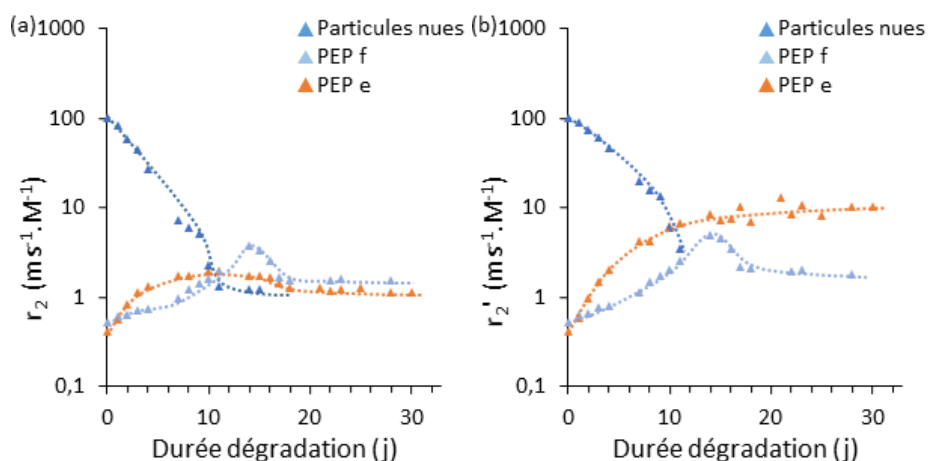 (a)
1000
100
10
1
0,1
r₂ (ms⁻¹.M⁻¹)
0 10 20 30
Durée dégradation (j)
Particules nues
PEP f
PEP e
(b)
1000
100
10
1
0,1
r₂' (ms⁻¹.M⁻¹)
0 10 20 30
Durée dégradation (j)
Particules nues
PEP f
PEP e